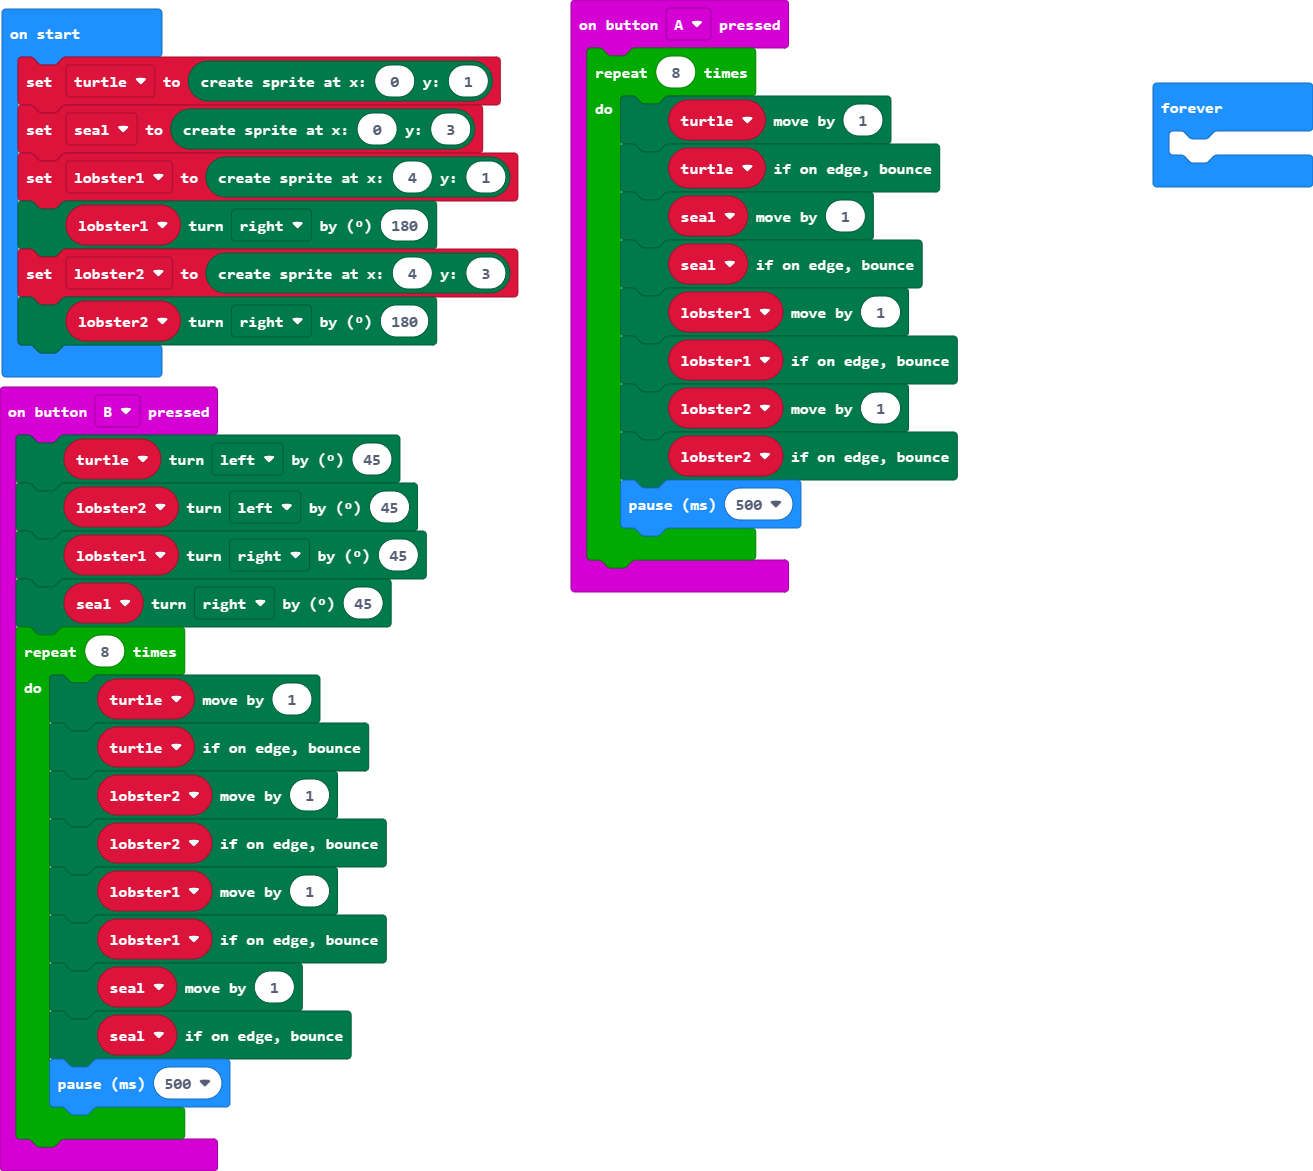 on start
set turtle to create sprite at x: 0 y: 1
set seal to create sprite at x: 0 y: 3
set lobster1 to create sprite at x: 4 y: 1
lobster1 turn right by (º) 180
set lobster2 to create sprite at x: 4 y: 3
lobster2 turn right by (º) 180
on button B pressed
turtle turn left by (º) 45
lobster2 turn left by (º) 45
lobster1 turn right by (º) 45
seal turn right by (º) 45
repeat 8 times
do
turtle move by 1
turtle if on edge, bounce
lobster2 move by 1
lobster2 if on edge, bounce
lobster1 move by 1
lobster1 if on edge, bounce
seal move by 1
seal if on edge, bounce
pause (ms) 500
on button A pressed
repeat 8 times
do
turtle move by 1
turtle if on edge, bounce
seal move by 1
seal if on edge, bounce
lobster1 move by 1
lobster1 if on edge, bounce
lobster2 move by 1
lobster2 if on edge, bounce
pause (ms) 500
forever